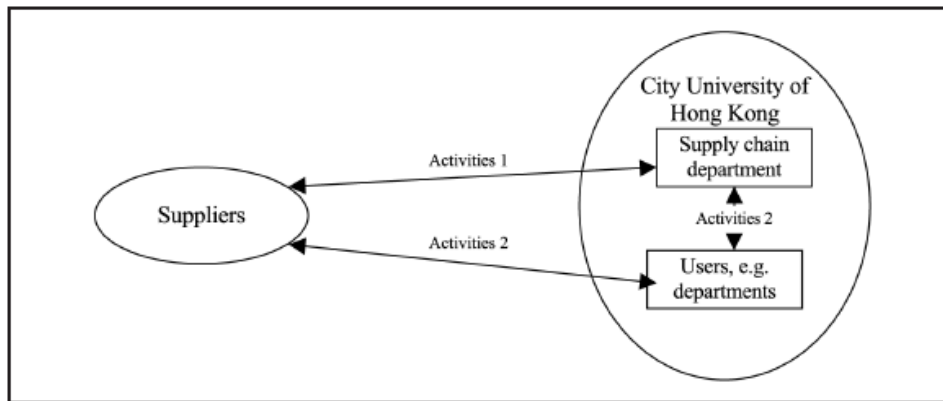 City University of
Hong Kong
Supply chain
department
Activities 1
Suppliers
Activities 2
Activities 2
Users, e.g.
departments